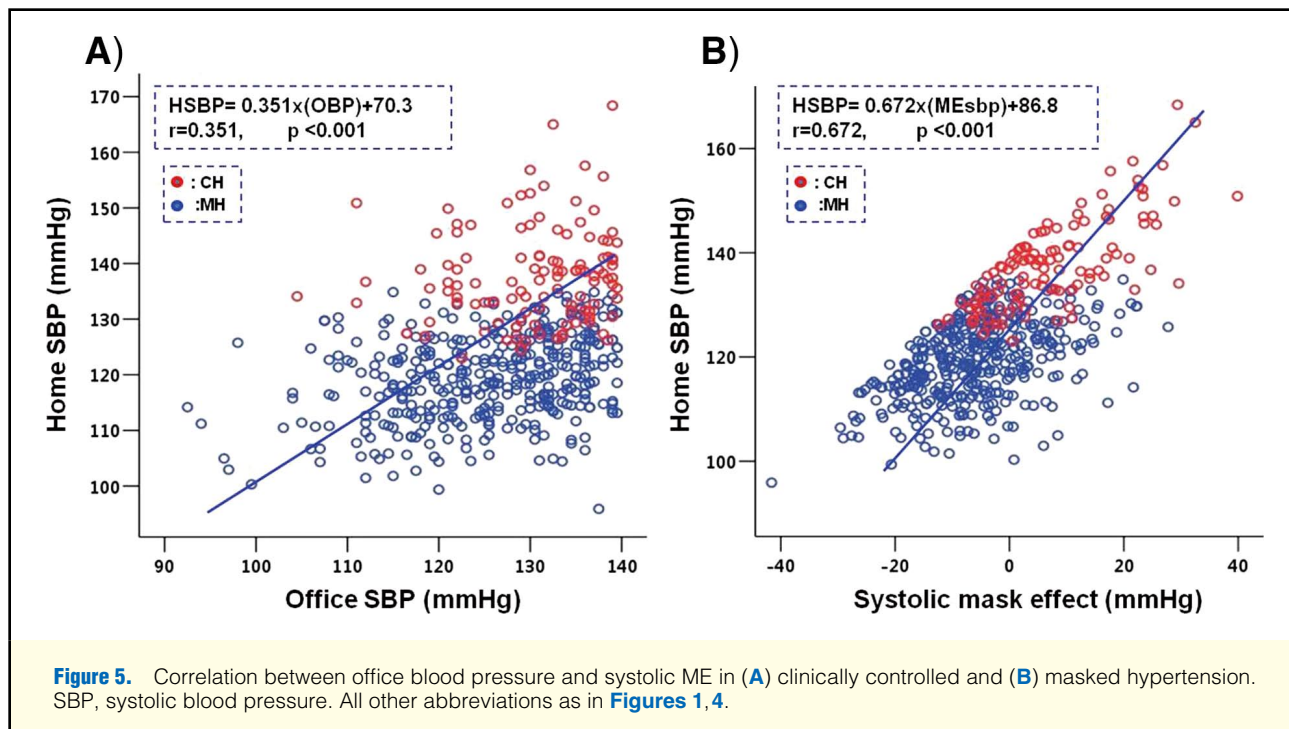 A)
HSBP= 0.351x(OBP)+70.3
r=0.351, p <0.001
: CH
:MH
170
160
150
140
130
120
110
100
Home SBP (mmHg)
90 100 110 120 130 140
Office SBP (mmHg)
B)
HSBP= 0.672x(MEsbp)+86.8
r=0.672, p <0.001
: CH
:MH
160
140
120
100
Home SBP (mmHg)
-40 -20 0 20 40
Systolic mask effect (mmHg)
Figure 5. Correlation between office blood pressure and systolic ME in (A) clinically controlled and (B) masked hypertension.
SBP, systolic blood pressure. All other abbreviations as in Figures 1,4.